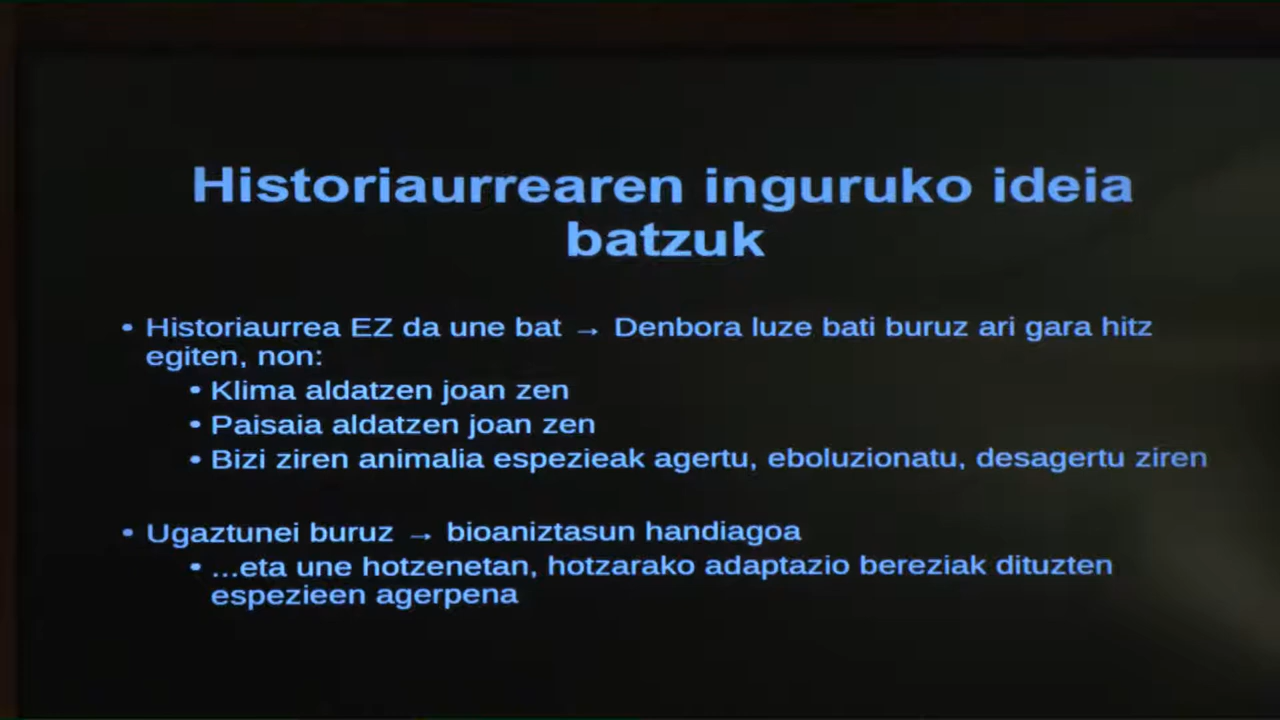 Historiaurrearen inguruko ideia
batzuk
• Historiaurrea EZ da une bat → Denbora luze bati buruz ari gara hitz
egiten, non:
• Klima aldatzen joan zen
• Paisaia aldatzen joan zen
• Bizi ziren animalia espezieak agertu, eboluzionatu, desagertu ziren
• Ugaztunei buruz → bioaniztasun handiagoa
• ...eta une hotzenetan, hotzarako adaptazio bereziak dituzten
espezieen agerpena